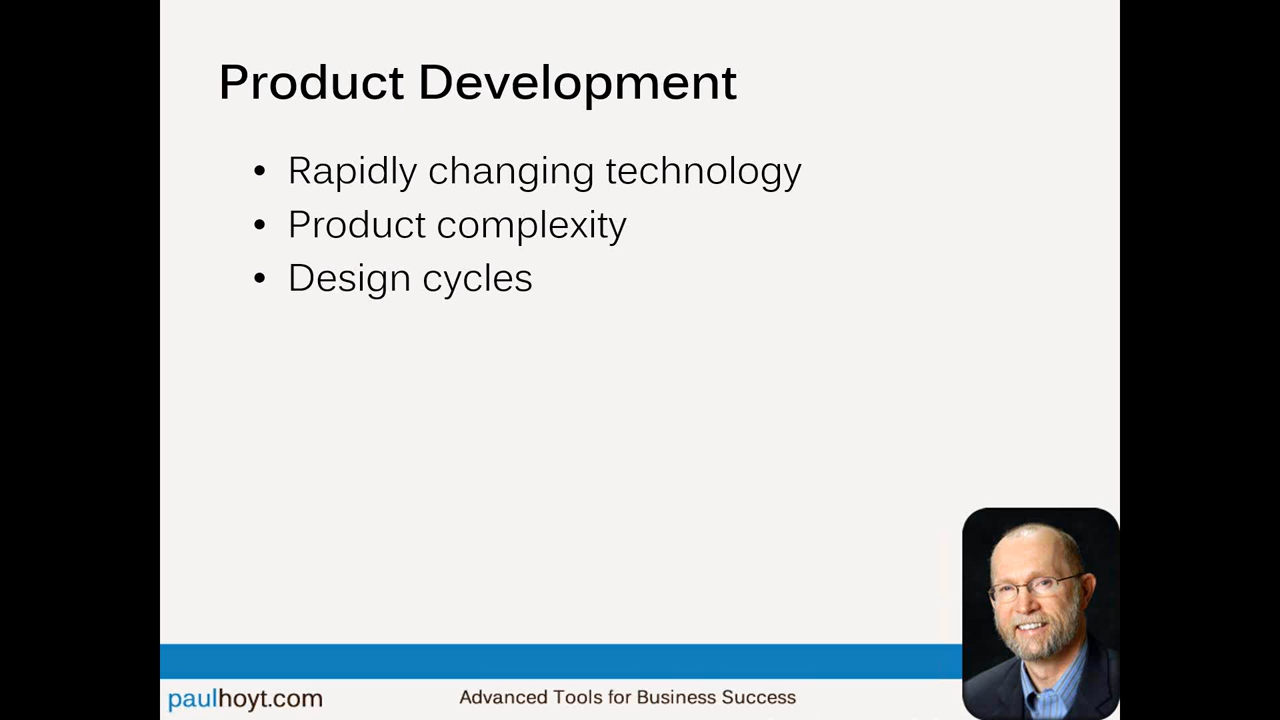 Product Development
• Rapidly changing technology
• Product complexity
• Design cycles
paulhoyt.com
Advanced Tools for Business Success